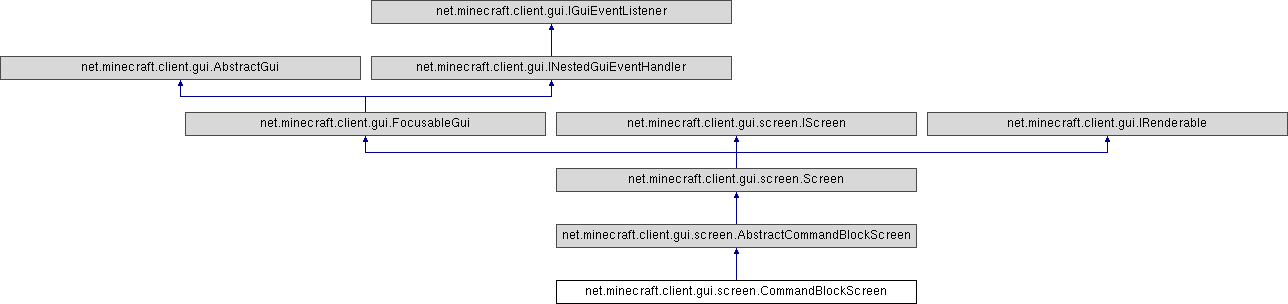 net.minecraft.client.gui.IGuiEventListener
net.minecraft.client.gui.AbstractGui
net.minecraft.client.gui.INestedGuiEventHandler
net.minecraft.client.gui.FocusableGui
net.minecraft.client.gui.screen.IScreen
net.minecraft.client.gui.IRenderable
net.minecraft.client.gui.screen.Screen
net.minecraft.client.gui.screen.AbstractCommandBlockScreen
net.minecraft.client.gui.screen.CommandBlockScreen